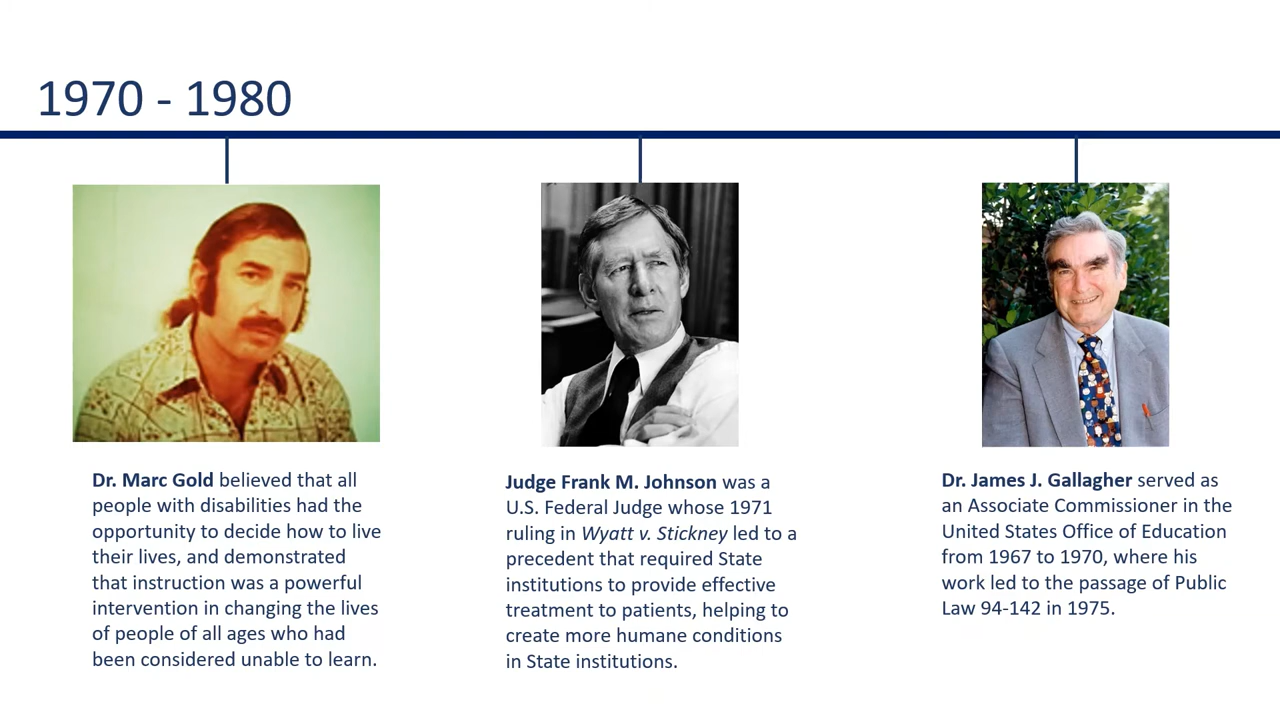 1970 - 1980
Dr. Marc Gold believed that all
people with disabilities had the
opportunity to decide how to live
their lives, and demonstrated
that instruction was a powerful
intervention in changing the lives
of people of all ages who had
been considered unable to learn.
Judge Frank M. Johnson was a
U.S. Federal Judge whose 1971
ruling in Wyatt v. Stickney led to a
precedent that required State
institutions to provide effective
treatment to patients, helping to
create more humane conditions
in State institutions.
Dr. James J. Gallagher served as
an Associate Commissioner in the
United States Office of Education
from 1967 to 1970, where his
work led to the passage of Public
Law 94-142 in 1975.